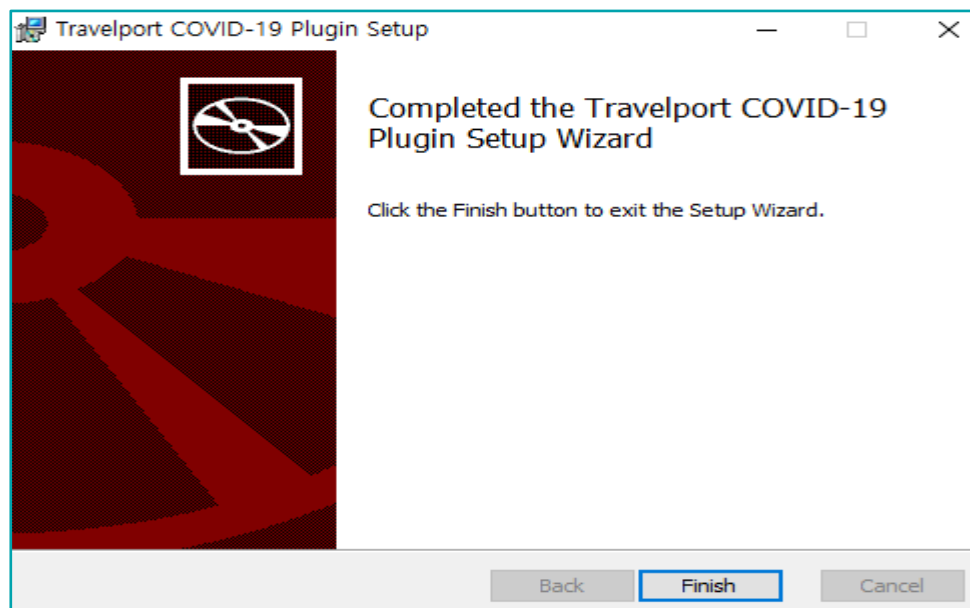 Travelport COVID-19 Plugin Setup
Completed the Travelport COVID-19
Plugin Setup Wizard
Click the Finish button to exit the Setup Wizard.
Back
Finish
Cancel